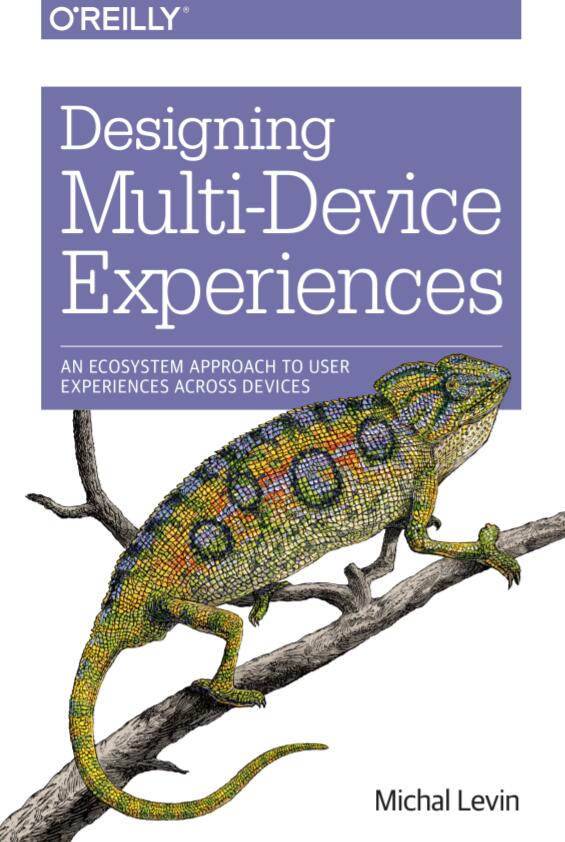 O'REILLY®
Designing
Multi-Device
Experiences
AN ECOSYSTEM APPROACH TO USER
EXPERIENCES ACROSS DEVICES
Michal Levin